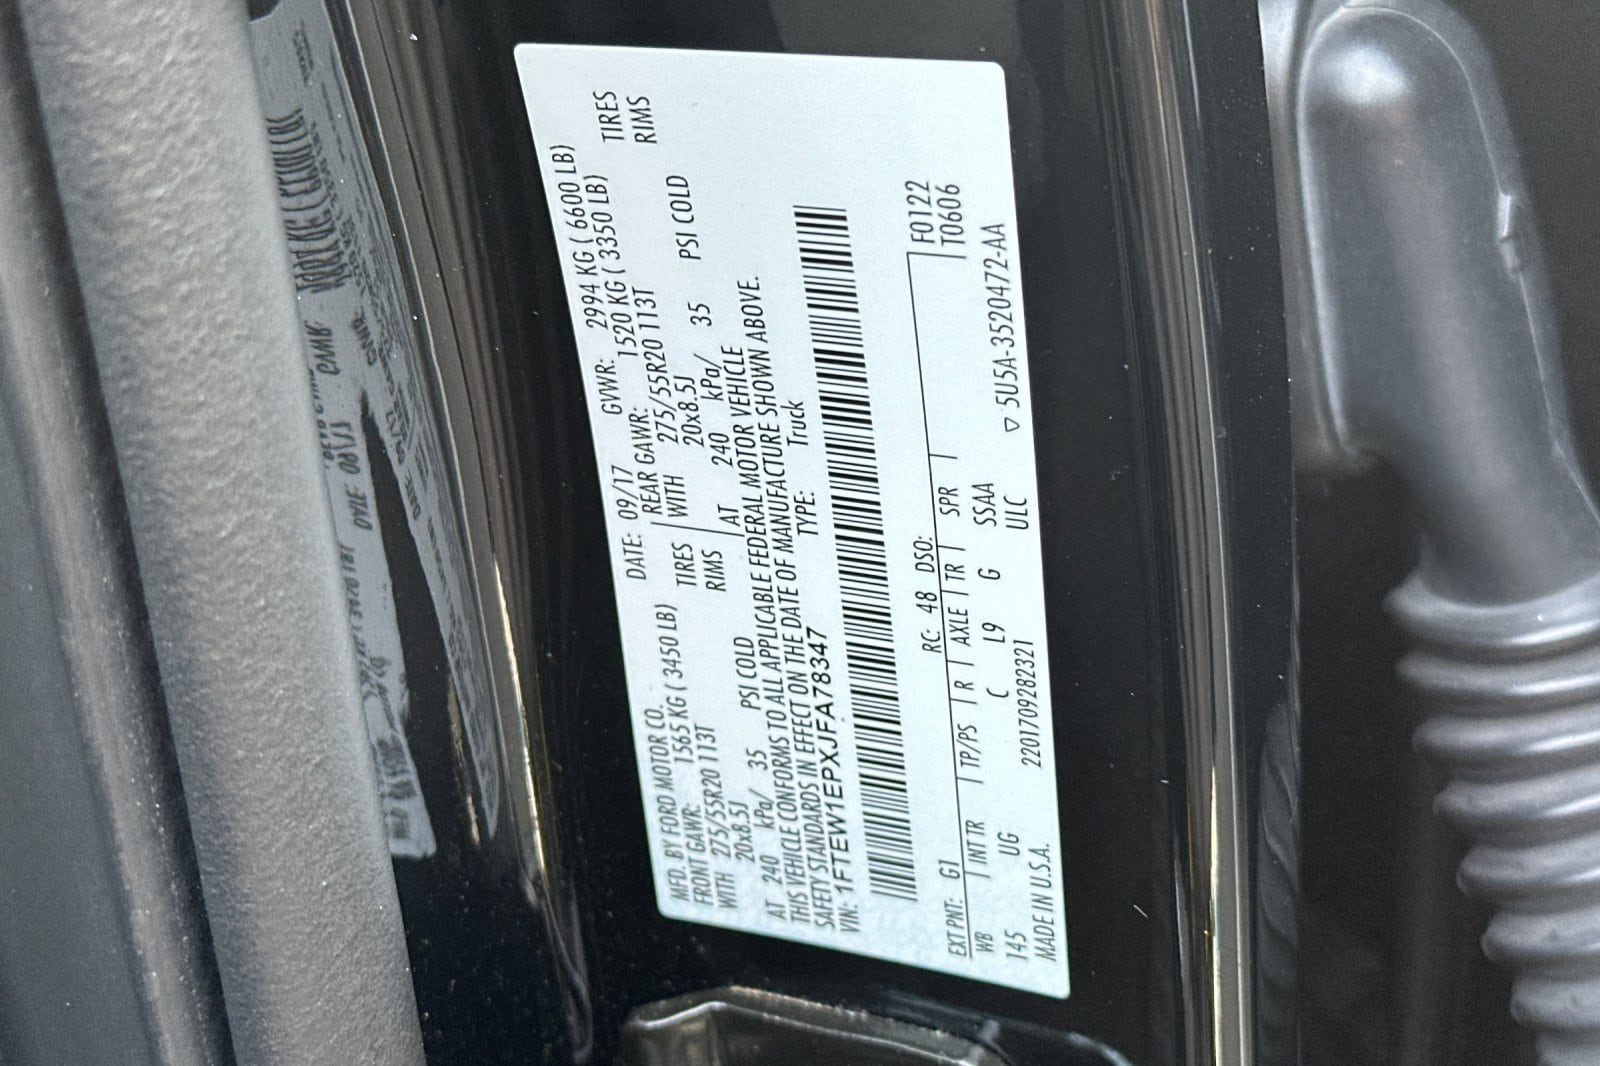 MFD. BY FORD MOTOR CO.
DATE: 09/17 GVWR: 2994 KG ( 6600 LB)
FRONT GAWR: 1565 KG ( 3450 LB) REAR GAWR: 1520 KG ( 3350 LB)
WITH 275/55R20 113T TIRES WITH 275/55R20 113T TIRES
20x8.5J RIMS 20x8.5J RIMS
AT 240 kPa/ 35 PSI COLD AT 240 kPa/ 35 PSI COLD
THIS VEHICLE CONFORMS TO ALL APPLICABLE FEDERAL MOTOR VEHICLE
SAFETY STANDARDS IN EFFECT ON THE DATE OF MANUFACTURE SHOWN ABOVE.
VIN: 1FTEW1EPXJFA78347 TYPE: Truck
F0122
EXT PNT: G1 RC: 48 DSO: T0606
WB INT TR TP/PS R AXLE TR SPR
145 UG C L9 G SSAA
ULC
MADE IN U.S.A. 220170928232​1 ▽ 5U5A-3520472-AA